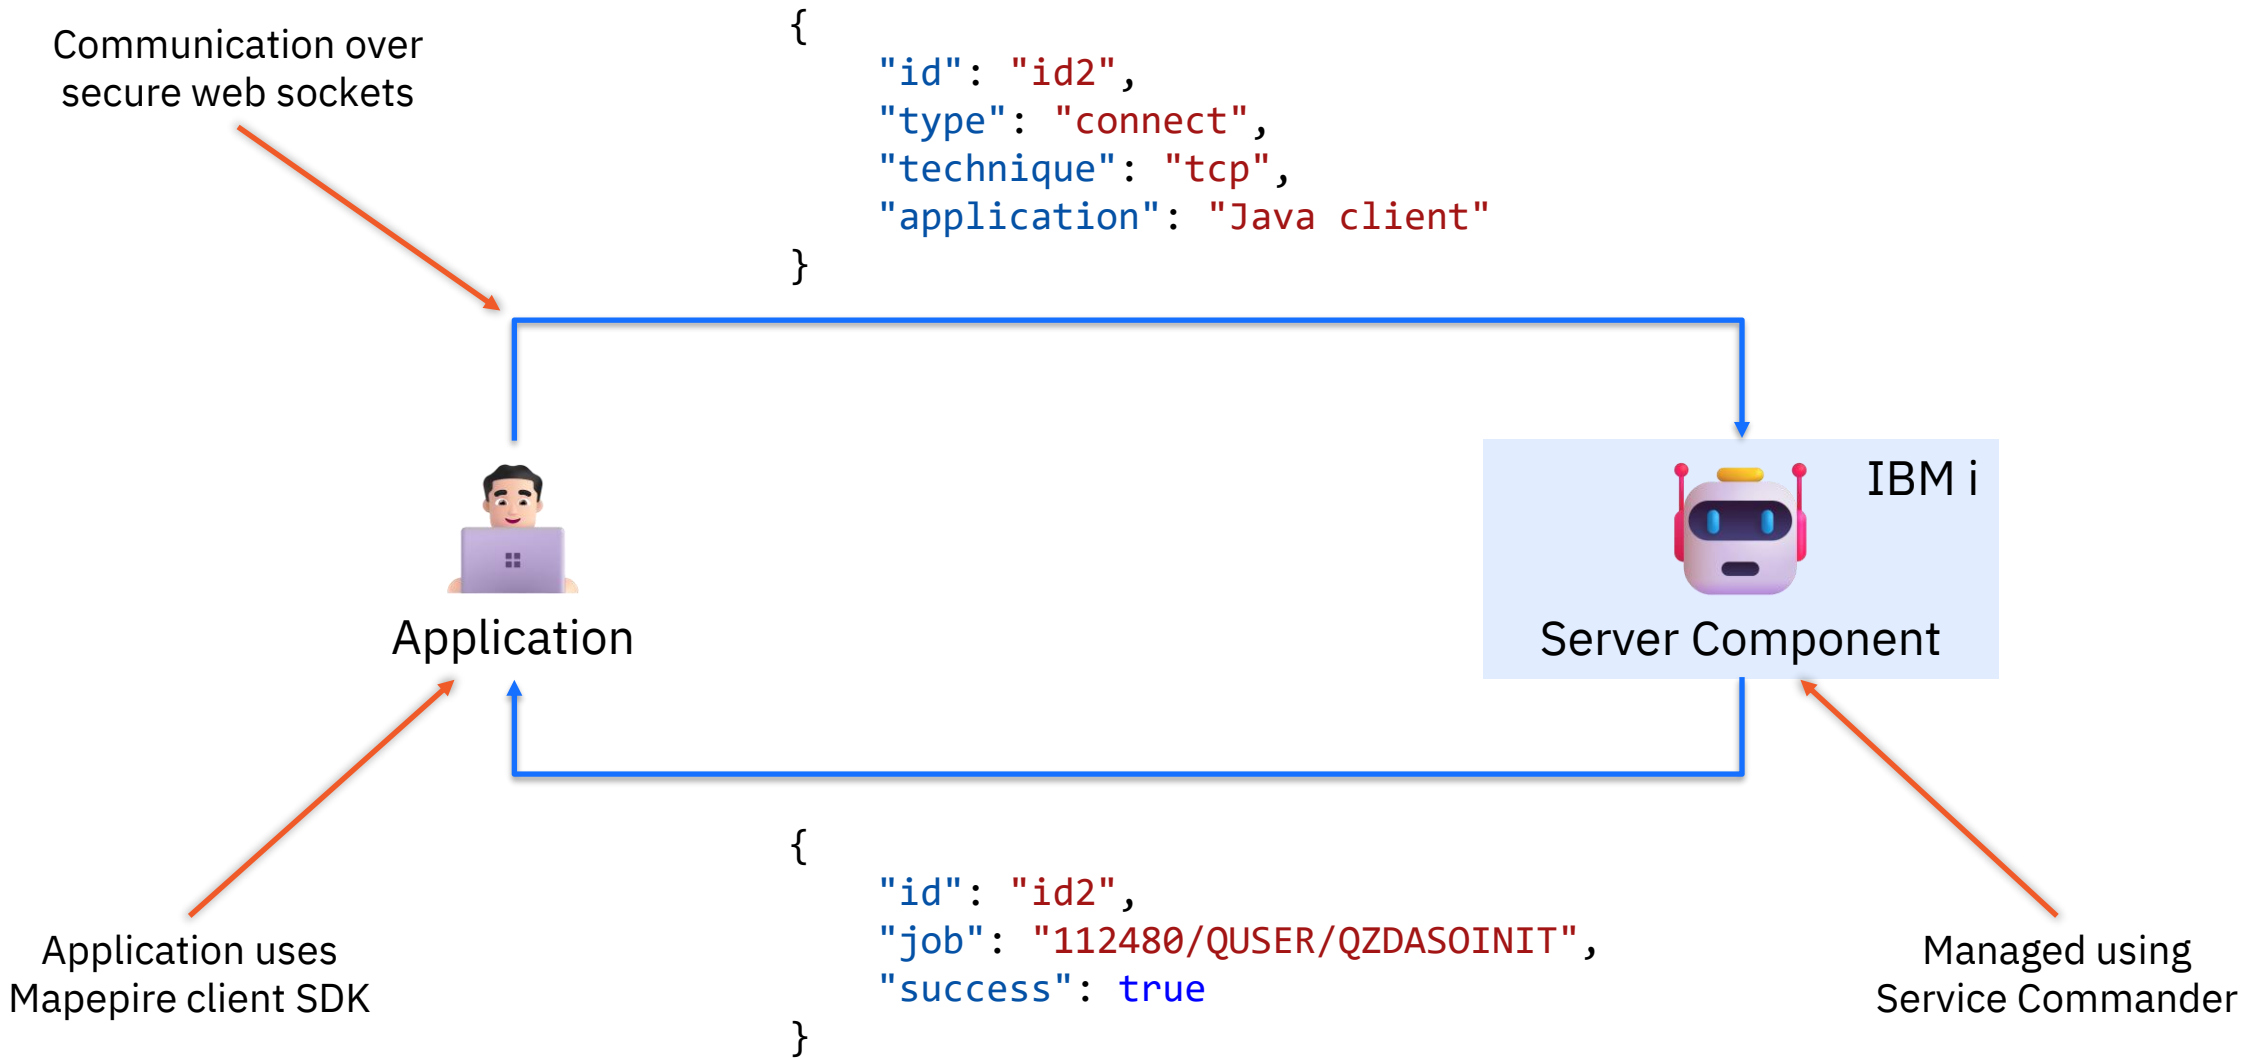 Communication over
secure web sockets
{
"id": "id2",
"type": "connect",
"technique": "tcp",
"application": "Java client"
}
Application
IBM i
Server Component
{
"id": "id2",
"job": "112480/QUSER/QZDASOINIT",
"success": true
}
Application uses
Mapepire client SDK
Managed using
Service Commander